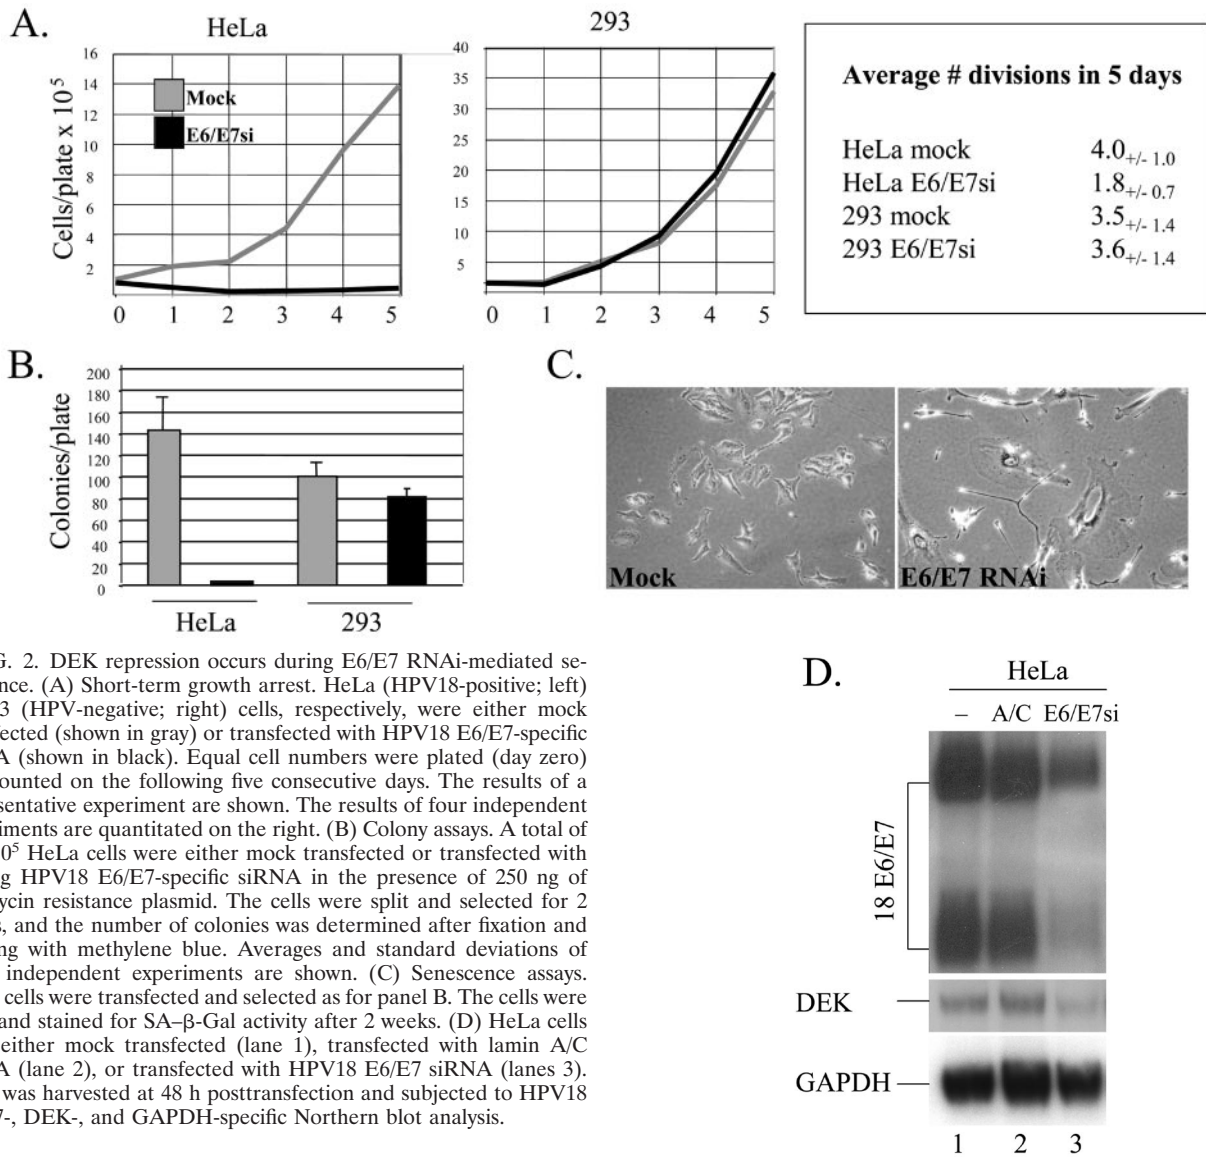 A.
HeLa
293
Cells/plate x 10⁵
16
14
12
10
8
6
4
2
Mock
E6/E7si
0 1 2 3 4 5
40
35
30
25
20
15
10
5
0 1 2 3 4 5
Average # divisions in 5 days
HeLa mock 4.0+/- 1.0
HeLa E6/E7si 1.8+/- 0.7
293 mock 3.5+/- 1.4
293 E6/E7si 3.6+/- 1.4
B.
Colonies/plate
200
180
160
140
120
100
80
60
40
20
0
HeLa 293
C.
Mock
E6/E7 RNAi
G. 2. DEK repression occurs during E6/E7 RNAi-mediated se-
nce. (A) Short-term growth arrest. HeLa (HPV18-positive; left)
3 (HPV-negative; right) cells, respectively, were either mock
fected (shown in gray) or transfected with HPV18 E6/E7-specific
A (shown in black). Equal cell numbers were plated (day zero)
ounted on the following five consecutive days. The results of a
sentative experiment are shown. The results of four independent
iments are quantitated on the right. (B) Colony assays. A total of
0⁵ HeLa cells were either mock transfected or transfected with
g HPV18 E6/E7-specific siRNA in the presence of 250 ng of
ycin resistance plasmid. The cells were split and selected for 2
s, and the number of colonies was determined after fixation and
ng with methylene blue. Averages and standard deviations of
independent experiments are shown. (C) Senescence assays.
cells were transfected and selected as for panel B. The cells were
and stained for SA–β-Gal activity after 2 weeks. (D) HeLa cells
either mock transfected (lane 1), transfected with lamin A/C
A (lane 2), or transfected with HPV18 E6/E7 siRNA (lanes 3).
was harvested at 48 h posttransfection and subjected to HPV18
7-, DEK-, and GAPDH-specific Northern blot analysis.
D.
HeLa
– A/C E6/E7si
18 E6/E7
DEK
GAPDH
1 2 3